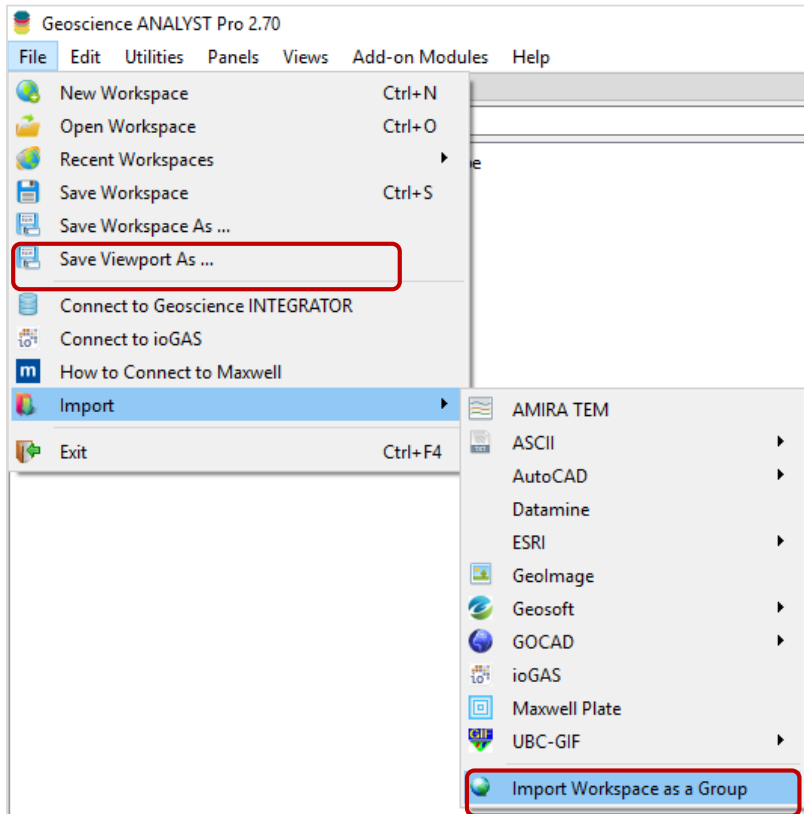 Geoscience ANALYST Pro 2.70
File Edit Utilities Panels Views Add-on Modules Help
New Workspace Ctrl+N
Open Workspace Ctrl+O
Recent Workspaces
Save Workspace Ctrl+S
Save Workspace As ...
Save Viewport As ...
Connect to Geoscience INTEGRATOR
Connect to ioGAS
How to Connect to Maxwell
Import
Exit Ctrl+F4
AMIRA TEM
ASCII
AutoCAD
Datamine
ESRI
GeoImage
Geosoft
GOCAD
ioGAS
Maxwell Plate
UBC-GIF
Import Workspace as a Group